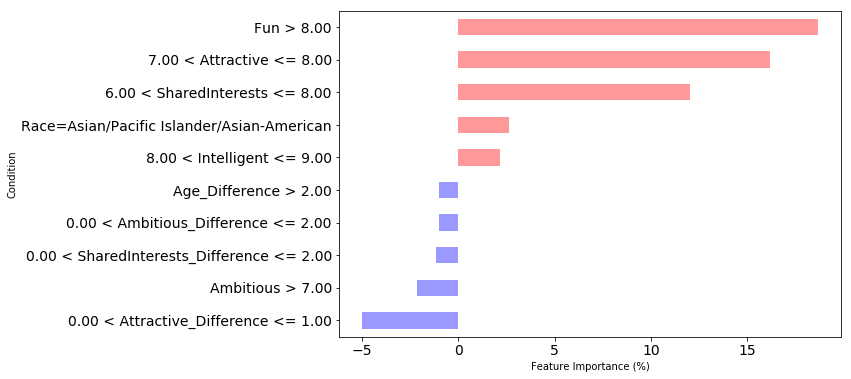 Fun > 8.00
7.00 < Attractive <= 8.00
6.00 < SharedInterests <= 8.00
Race=Asian/Pacific Islander/Asian-American
8.00 < Intelligent <= 9.00
Age_Difference > 2.00
0.00 < Ambitious_Difference <= 2.00
0.00 < SharedInterests_Difference <= 2.00
Ambitious > 7.00
0.00 < Attractive_Difference <= 1.00
Condition
−5 0 5 10 15
Feature Importance (%)